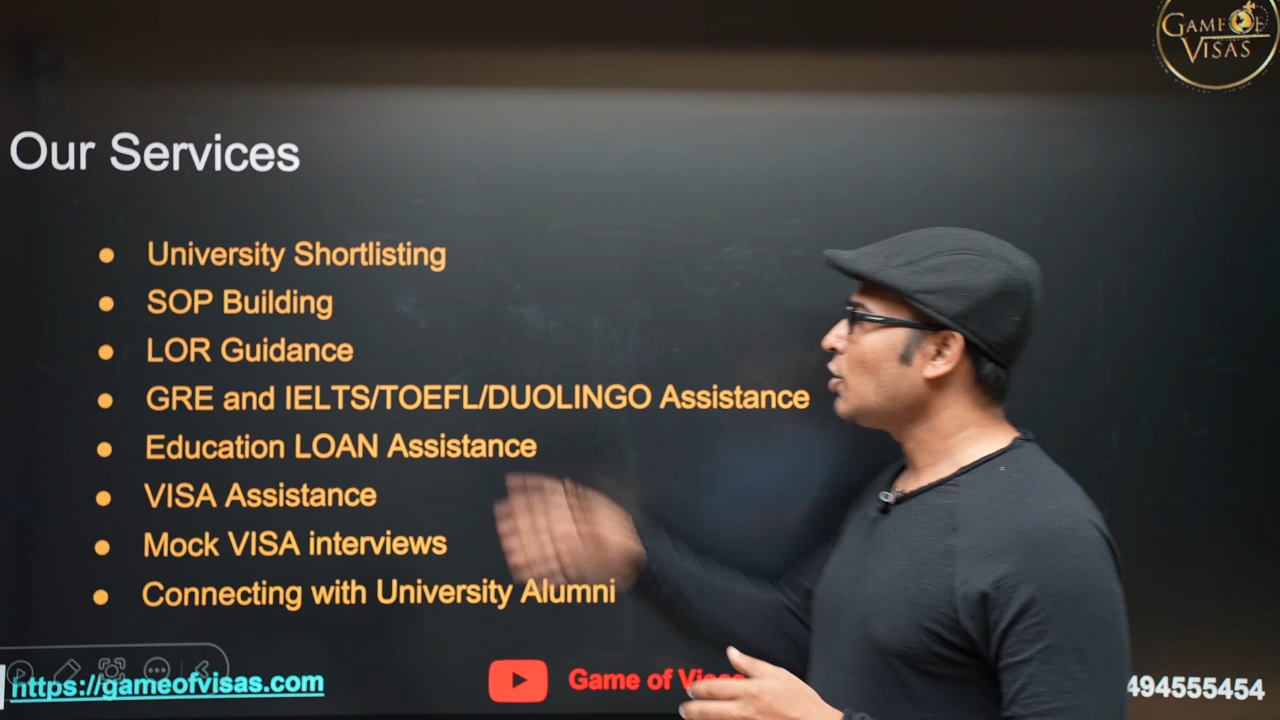 GAME OF
VISAS
Our Services
University Shortlisting
SOP Building
LOR Guidance
GRE and IELTS/TOEFL/DUOLINGO Assistance
Education LOAN Assistance
VISA Assistance
Mock VISA interviews
Connecting with University Alumni
https://gameofvisas.com
Game of Visas
494555454